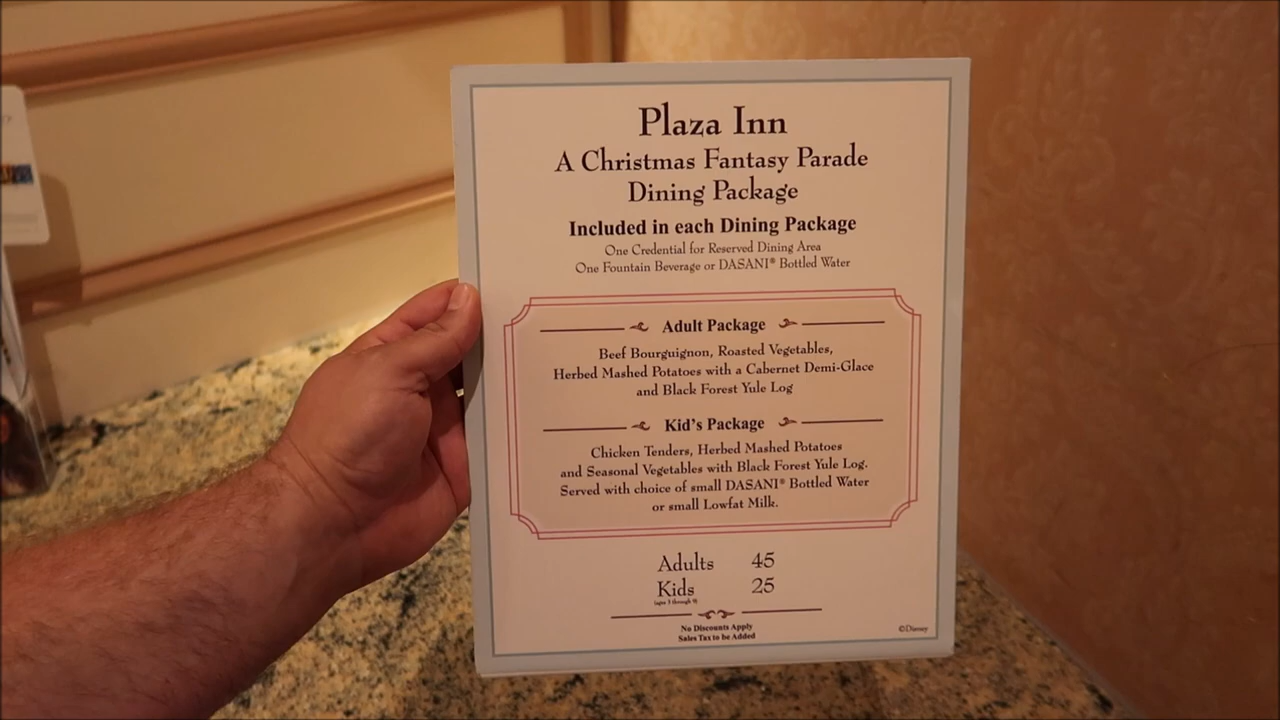 Plaza Inn
A Christmas Fantasy Parade
Dining Package
Included in each Dining Package
One Credential for Reserved Dining Area
One Fountain Beverage or DASANI® Bottled Water
Adult Package
Beef Bourguignon, Roasted Vegetables,
Herbed Mashed Potatoes with a Cabernet Demi-Glace
and Black Forest Yule Log
Kid's Package
Chicken Tenders, Herbed Mashed Potatoes
and Seasonal Vegetables with Black Forest Yule Log.
Served with choice of small DASANI® Bottled Water
or small Lowfat Milk.
Adults 45
Kids 25
(ages 3 through 9)
No Discounts Apply
Sales Tax to be Added
©Disney